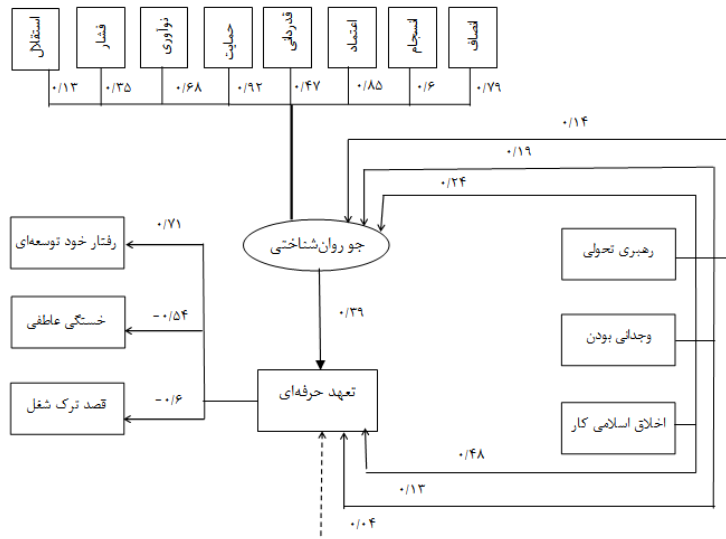 انصاف
انسجام
اعتماد
قدردانی
حمایت
نوآوری
فشار
استقلال
۰/۷۹
۰/۶
۰/۸۵
۰/۴۷
۰/۹۲
۰/۶۸
۰/۳۵
۰/۱۳
۰/۱۴
۰/۱۹
۰/۲۴
جو روان‌شناختی
رهبری تحولی
وجدانی بودن
اخلاق اسلامی کار
۰/۳۹
۰/۷۱
رفتار خود توسعه‌ای
-۰/۵۴
خستگی عاطفی
-۰/۶
قصد ترک شغل
تعهد حرفه‌ای
۰/۴۸
۰/۱۳
۰/۰۴